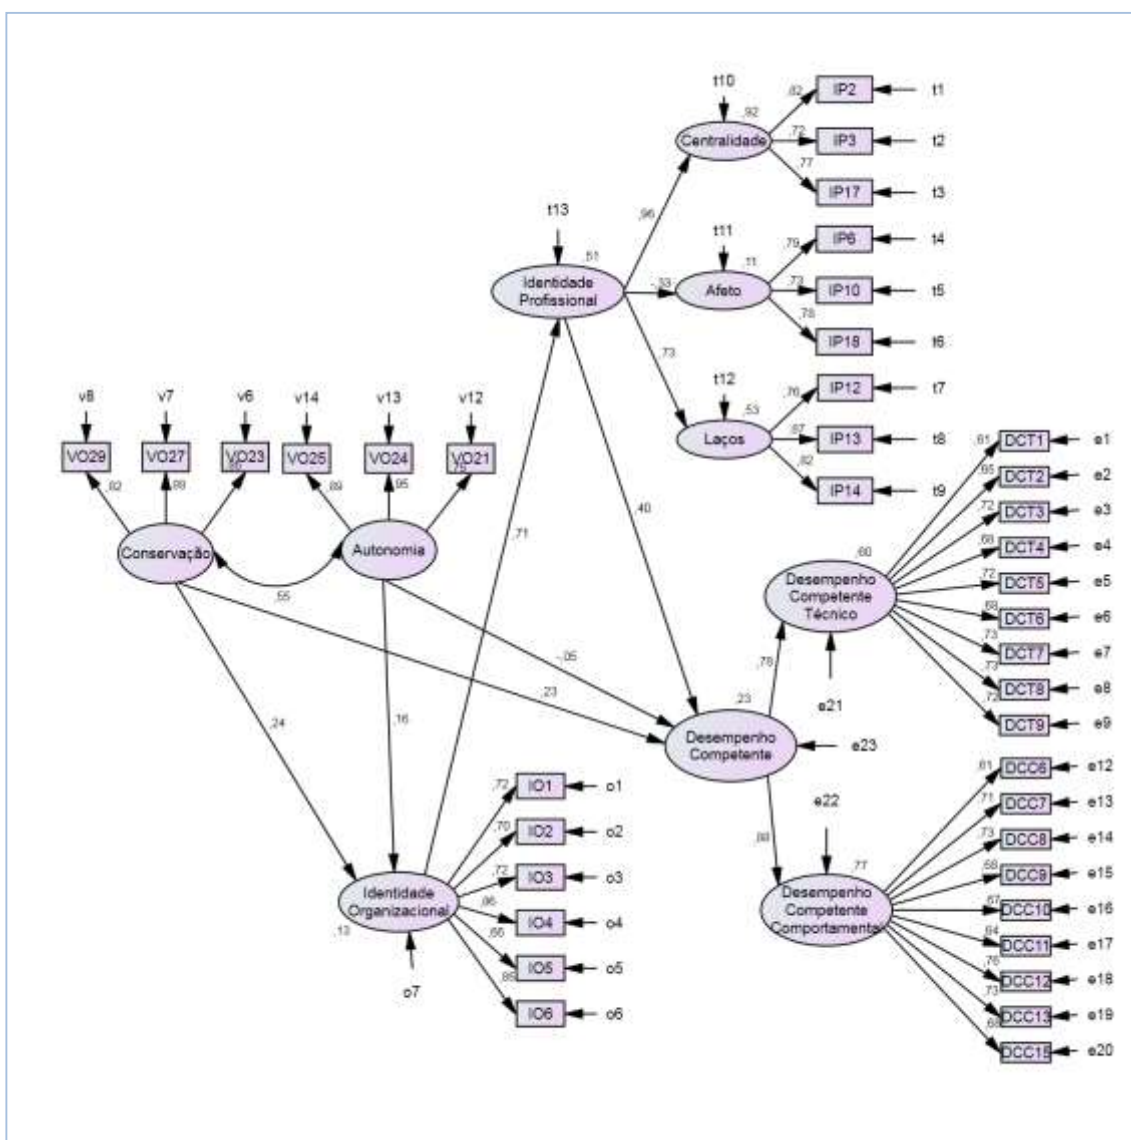 t10
,92
Centralidade
,82
IP2
t1
,72
IP3
t2
,77
IP17
t3
t13
,51
Identidade
Profissional
,96
-,33
,73
t11
,11
Afeto
,79
IP6
t4
,73
IP10
t5
,78
IP18
t6
t12
,53
Laços
,76
IP12
t7
,87
IP13
t8
,82
IP14
t9
v8
v7
v6
v14
v13
v12
VO29
VO27
VO23
VO25
VO24
VO21
,82
,88
,89
,95
,75
Conservação
Autonomia
,55
,71
,40
-,05
,23
,24
,16
,60
Desempenho
Competente
Técnico
e21
,61
DCT1
e1
,65
DCT2
e2
,72
DCT3
e3
,68
DCT4
e4
,72
DCT5
e5
,68
DCT6
e6
,73
DCT7
e7
,73
DCT8
e8
,72
DCT9
e9
,78
,23
Desempenho
Competente
e23
,88
e22
,77
Desempenho
Competente
Comportamental
,61
DCC6
e12
,71
DCC7
e13
,73
DCC8
e14
,58
DCC9
e15
,67
DCC10
e16
,64
DCC11
e17
,76
DCC12
e18
,73
DCC13
e19
,68
DCC15
e20
Identidade
Organizacional
,13
o7
,72
IO1
o1
,70
IO2
o2
,72
IO3
o3
IO4
o4
,66
IO5
o5
IO6
o6